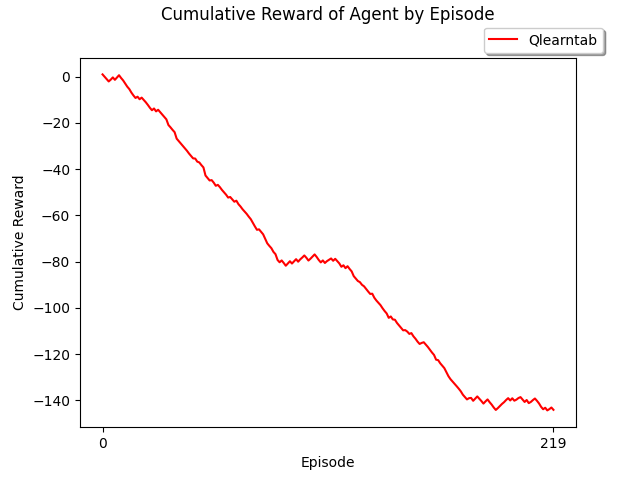 Cumulative Reward of Agent by Episode
Qlearntab
0
−20
−40
−60
−80
−100
−120
−140
Cumulative Reward
0 219
Episode